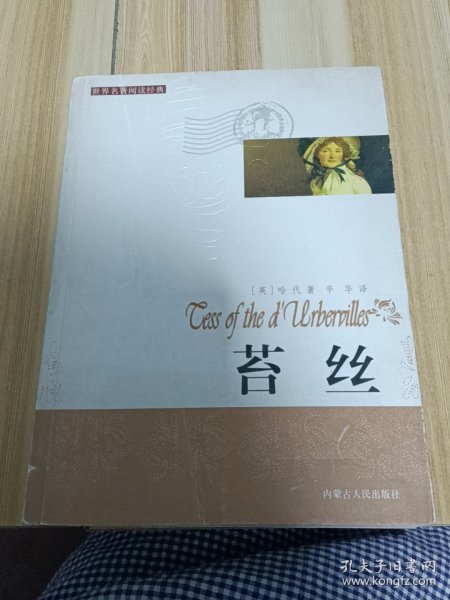 世界名著阅读经典
[英]哈代著 辛华译
Tess of the d'Urbervilles
苔丝
内蒙古人民出版社
孔夫子旧书网
www.kongfz.com